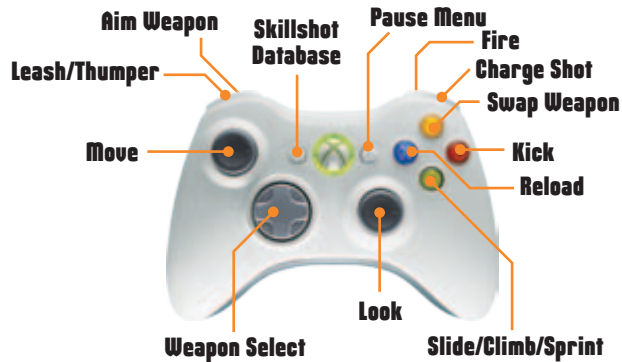 Aim Weapon
Skillshot
Database
Pause Menu
Fire
Leash/Thumper
Charge Shot
Swap Weapon
Move
Kick
Reload
Look
Weapon Select
Slide/Climb/Sprint